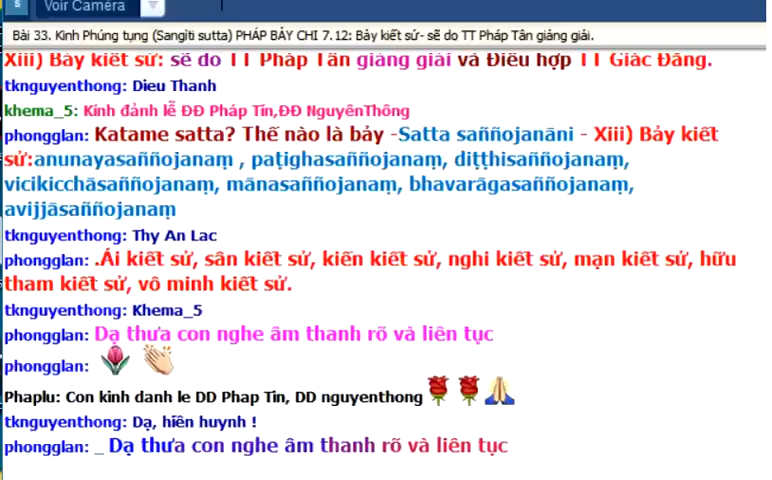 s Voir Caméra
Bài 33. Kinh Phúng tụng (Sangìti sutta) PHÁP BẢY CHI 7.12: Bảy kiết sử- sẽ do TT Pháp Tân giảng giải.
Xiii) Bảy kiết sử: sẽ do TT Pháp Tân giảng giải và Điều hợp TT Giác Đẳng.
tknguyenthong: Dieu Thanh
khema_5: Kính đảnh lễ ĐĐ Pháp Tín,ĐĐ NguyênThông
phongglan: Katame satta? Thế nào là bảy -Satta saññojanāni - Xiii) Bảy kiết
sử:anunayasaññojanaṃ , paṭighasaññojanaṃ, diṭṭhisaññojanaṃ,
vicikicchāsaññojanaṃ, mānasaññojanaṃ, bhavarāgasaññojanaṃ,
avijjāsaññojanaṃ
tknguyenthong: Thy An Lac
phongglan: .Ái kiết sử, sân kiết sử, kiến kiết sử, nghi kiết sử, mạn kiết sử, hữu
tham kiết sử, vô minh kiết sử.
tknguyenthong: Khema_5
phongglan: Dạ thưa con nghe âm thanh rõ và liên tục
phongglan:
Phaplu: Con kinh danh le DD Phap Tin, DD nguyenthong
tknguyenthong: Dạ, hiền huynh !
phongglan: _ Dạ thưa con nghe âm thanh rõ và liên tục